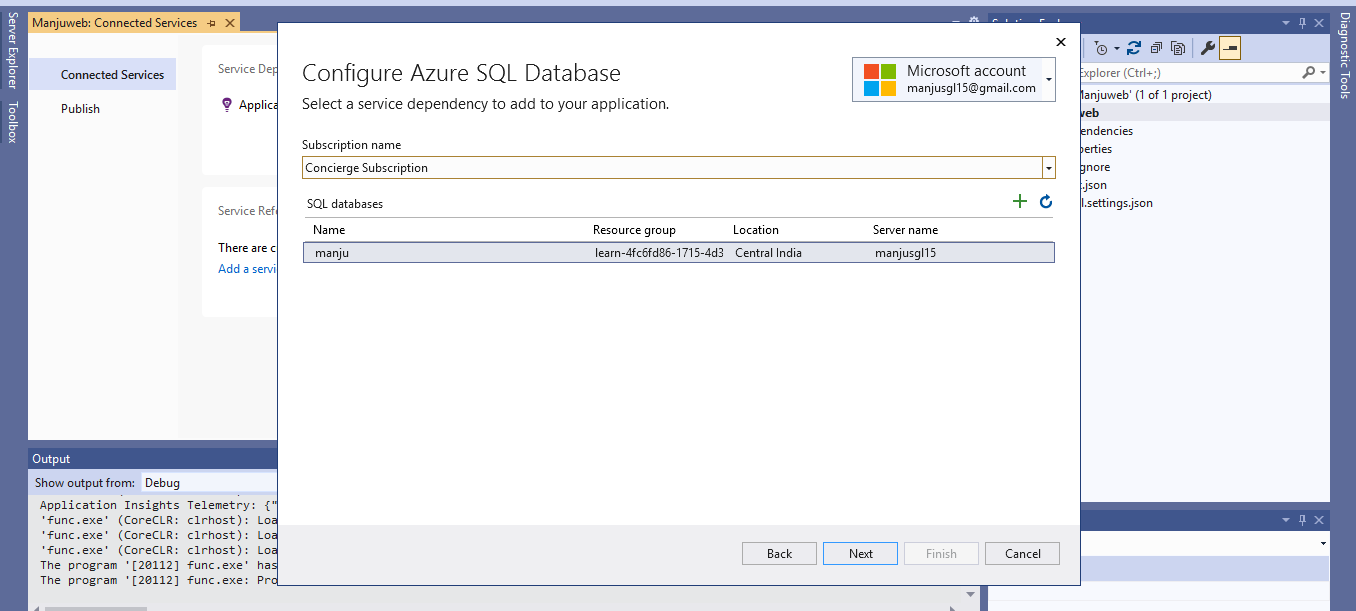 Manjuweb: Connected Services
Server Explorer
Toolbox
Connected Services
Publish
Service Dep
Applica
Service Refe
There are c
Add a servi
Configure Azure SQL Database
Select a service dependency to add to your application.
Microsoft account
manjusgl15@gmail.com
Subscription name
Concierge Subscription
SQL databases
Name Resource group Location Server name
manju learn-4fc6fd86-1715-4d3 Central India manjusgl15
Back Next Finish Cancel
Explorer (Ctrl+;)
Manjuweb' (1 of 1 project)
web
endencies
perties
gnore
.json
l.settings.json
Diagnostic Tools
Output
Show output from: Debug
Application Insights Telemetry: {"
'func.exe' (CoreCLR: clrhost): Loa
'func.exe' (CoreCLR: clrhost): Loa
'func.exe' (CoreCLR: clrhost): Loa
The program '[20112] func.exe' has
The program '[20112] func.exe: Pro